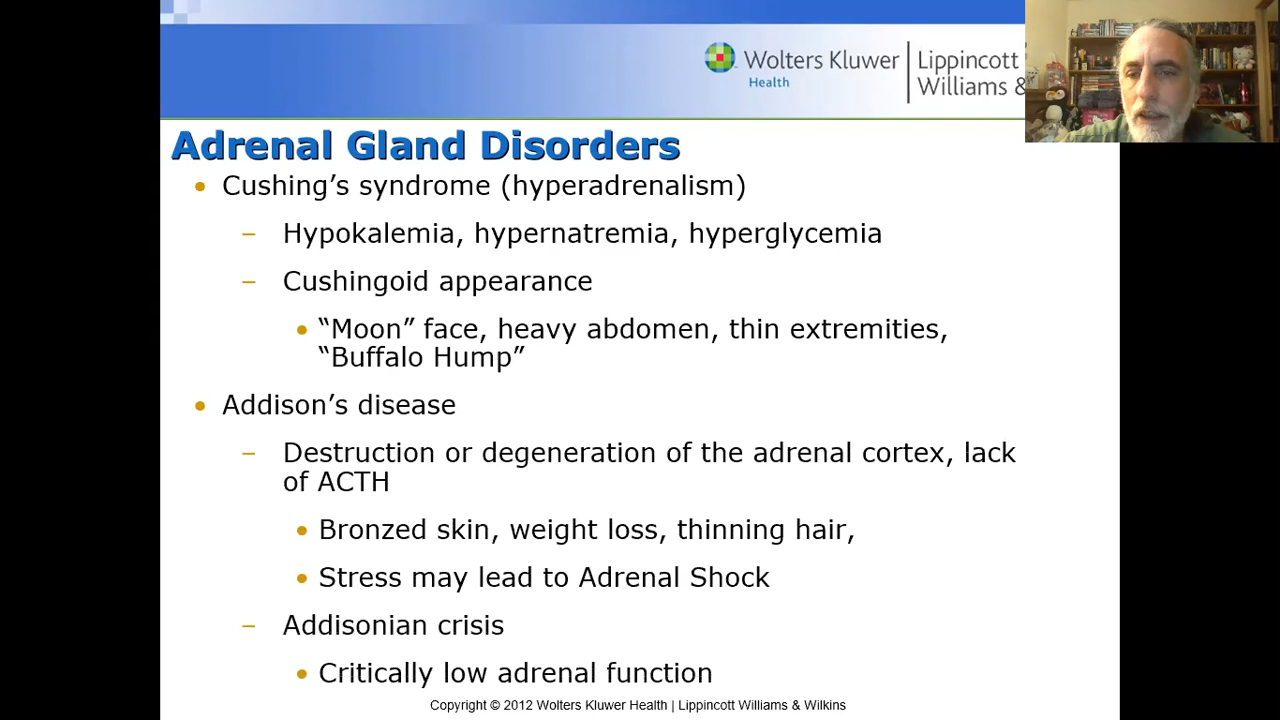 Wolters Kluwer
Health
Lippincott
Williams &
Adrenal Gland Disorders
• Cushing’s syndrome (hyperadrenalism)
– Hypokalemia, hypernatremia, hyperglycemia
– Cushingoid appearance
• “Moon” face, heavy abdomen, thin extremities,
“Buffalo Hump”
• Addison’s disease
– Destruction or degeneration of the adrenal cortex, lack
of ACTH
• Bronzed skin, weight loss, thinning hair,
• Stress may lead to Adrenal Shock
– Addisonian crisis
• Critically low adrenal function
Copyright © 2012 Wolters Kluwer Health | Lippincott Williams & Wilkins